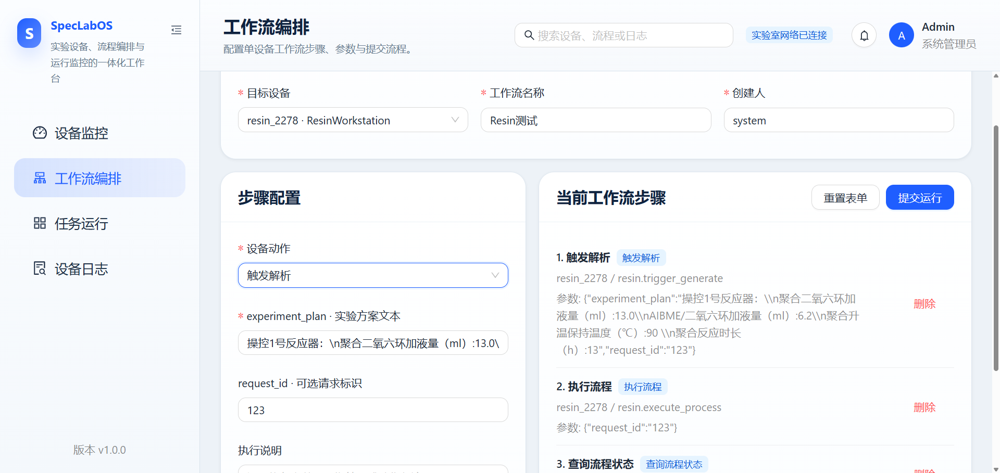 S
SpecLabOS
实验设备、流程编排与
运行监控的一体化工作
台
设备监控
工作流编排
任务运行
设备日志
版本 v1.0.0
工作流编排
配置单设备工作流步骤、参数与提交流程。
搜索设备、流程或日志
实验室网络已连接
A
Admin
系统管理员
* 目标设备
resin_2278 · ResinWorkstation
* 工作流名称
Resin测试
* 创建人
system
步骤配置
* 设备动作
触发解析
* experiment_plan · 实验方案文本
操控1号反应器：\n聚合二氧六环加液量（ml）:13.0\
request_id · 可选请求标识
123
执行说明
当前工作流步骤
重置表单
提交运行
1. 触发解析 触发解析
resin_2278 / resin.trigger_generate
参数: {"experiment_plan":"操控1号反应器：\\n聚合二氧六环加
液量（ml）:13.0\\nAIBME/二氧六环加液量（ml）:6.2\\n聚合升
温保持温度（℃）:90 \\n聚合反应时长
（h）:13","request_id":"123"}
删除
2. 执行流程 执行流程
resin_2278 / resin.execute_process
参数: {"request_id":"123"}
删除
3. 查询流程状态 查询流程状态